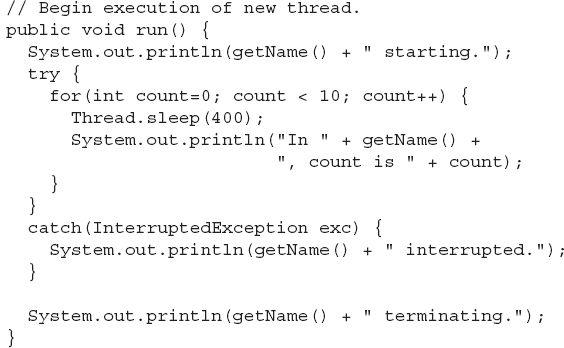 // Begin execution of new thread.
public void run() {
  System.out.println(getName() + " starting.");
  try {
    for(int count=0; count < 10; count++) {
      Thread.sleep(400);
      System.out.println("In " + getName() +
                         ", count is " + count);
    }
  }
  catch(InterruptedException exc) {
    System.out.println(getName() + " interrupted.");
  }

  System.out.println(getName() + " terminating.");
}